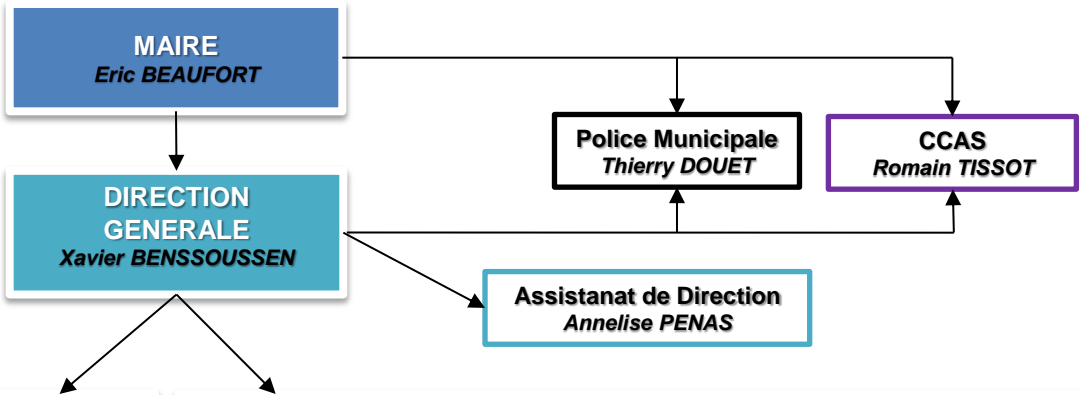 MAIRE
Eric BEAUFORT
Police Municipale
Thierry DOUET
CCAS
Romain TISSOT
DIRECTION
GENERALE
Xavier BENSSOUSSEN
Assistanat de Direction
Annelise PENAS